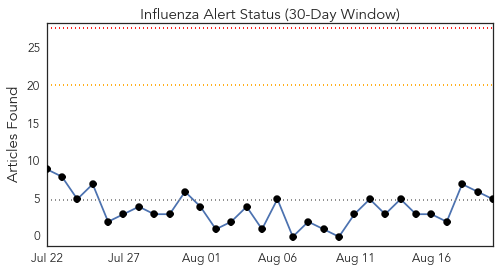 Influenza Alert Status (30-Day Window)
Articles Found
25
20
15
10
5
0
Jul 22 Jul 27 Aug 01 Aug 06 Aug 11 Aug 16